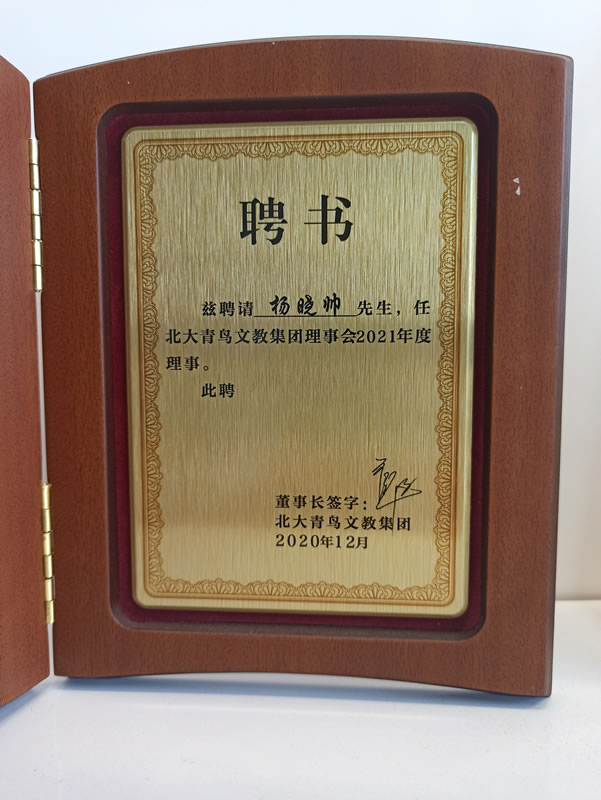 聘书
兹聘请 杨晓帅 先生，任
北大青鸟文教集团理事会2021年度
理事。
此聘
董事长签字：
北大青鸟文教集团
2020年12月